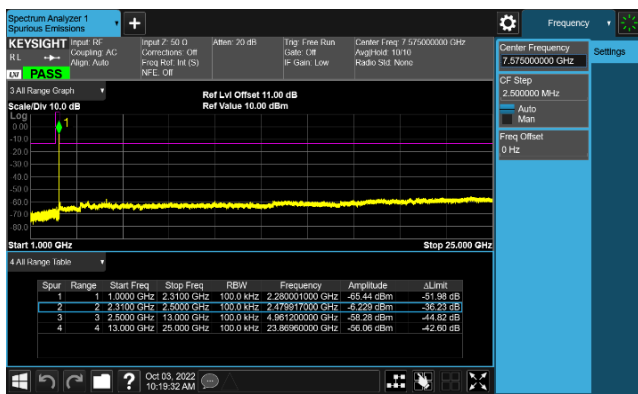 Spectrum Analyzer 1
Spurious Emissions
Frequency
KEYSIGHT
Input: RF
Input Z: 50 Ω
Atten: 20 dB
Trig: Free Run
Center Freq: 7.575000000 GHz
RL
Coupling: AC
Corrections: Off
Gate: Off
Avg|Hold: 10/10
Align: Auto
Freq Ref: Int (S)
IF Gain: Low
Radio Std: None
LXI
PASS
NFE: Off
Center Frequency
7.575000000 GHz
Settings
CF Step
2.500000 MHz
Auto
Man
Freq Offset
0 Hz
3 All Range Graph
Ref Lvl Offset 11.00 dB
Scale/Div 10.0 dB
Ref Value 10.00 dBm
Log
1
0.00
-10.0
-20.0
-30.0
-40.0
-50.0
-60.0
-70.0
-80.0
Start 1.000 GHz
Stop 25.000 GHz
4 All Range Table
Spur Range Start Freq Stop Freq RBW Frequency Amplitude ΔLimit
1 1 1.0000 GHz 2.3100 GHz 100.0 kHz 2.280001000 GHz -65.44 dBm -51.98 dB
2 2 2.3100 GHz 2.5000 GHz 100.0 kHz 2.479917000 GHz -6.229 dBm -36.23 dB
3 3 2.5000 GHz 13.000 GHz 100.0 kHz 4.961200000 GHz -58.28 dBm -44.82 dB
4 4 13.000 GHz 25.000 GHz 100.0 kHz 23.86960000 GHz -56.06 dBm -42.60 dB
?
Oct 03, 2022
10:19:32 AM